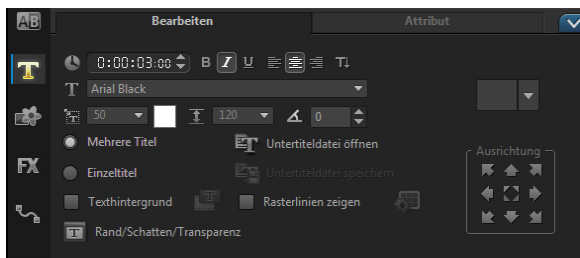 AB Bearbeiten Attribut
0:00:03:00 B I U T
T Arial Black
50 120 0
Mehrere Titel Untertiteldatei öffnen
Einzeltitel Untertiteldatei speichern
Texthintergrund Rasterlinien zeigen
Rand/Schatten/Transparenz
Ausrichtung
FX